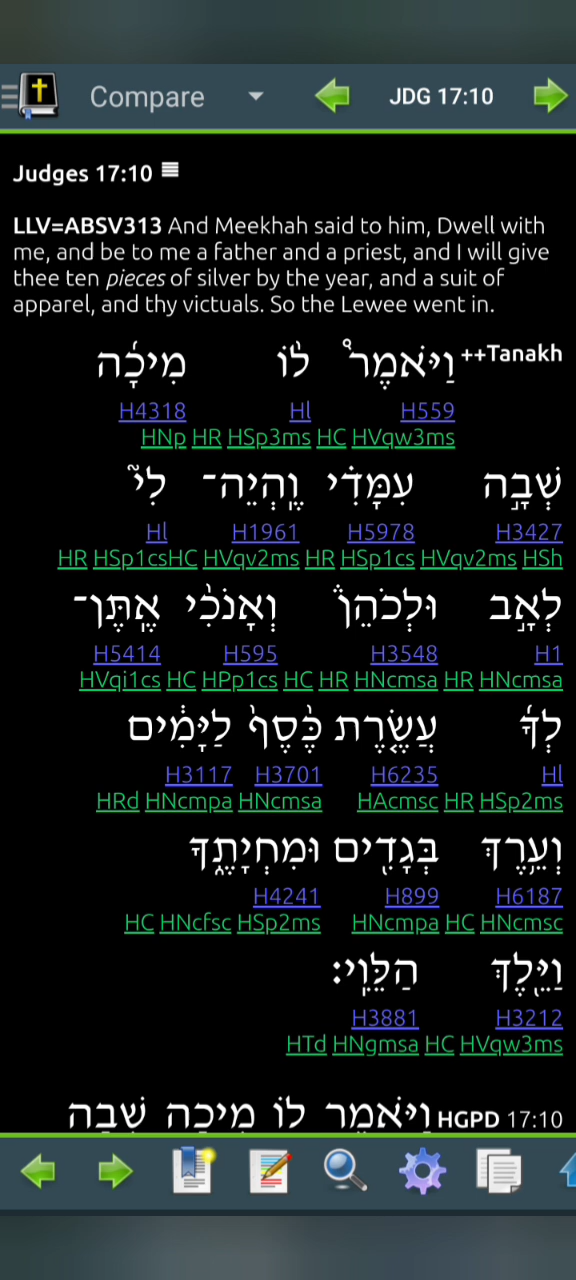 Compare JDG 17:10
Judges 17:10
LLV=ABSV313 And Meekhah said to him, Dwell with
me, and be to me a father and a priest, and I will give
thee ten pieces of silver by the year, and a suit of
apparel, and thy victuals. So the Lewee went in.
++Tanakh וַיֹּאמֶר֩ ל֨וֹ מִיכָ֜ה
H4318 Hl H559
HNp HR HSp3ms HC HVqw3ms
שְׁבָ֣ה עִמָּדִ֗י וֶֽהְיֵה־ לִי֮
Hl H1961 H5978 H3427
HR HSp1csHC HVqv2ms HR HSp1cs HVqv2ms HSh
לְאָ֣ב וּלְכֹהֵן֒ וְאָנֹכִ֨י אֶֽתֶּן־
H5414 H595 H3548 H1
HVqi1cs HC HPp1cs HC HR HNcmsa HR HNcmsa
לְךָ֜ עֲשֶׂ֤רֶת כֶּ֙סֶף֙ לַיָּמִ֔ים
H3117 H3701 H6235 Hl
HRd HNcmpa HNcmsa HAcmsc HR HSp2ms
וְעֵ֥רֶךְ בְּגָדִ֖ים וּמִחְיָתֶ֑ךָ
H4241 H899 H6187
HC HNcfsc HSp2ms HNcmpa HC HNcmsc
וַיֵּ֖לֶךְ הַלֵּוִֽי׃
H3881 H3212
HTd HNgmsa HC HVqw3ms
HGPD 17:10 וַיֹּאמֶר לוֹ מִיכָה שְׁבָה